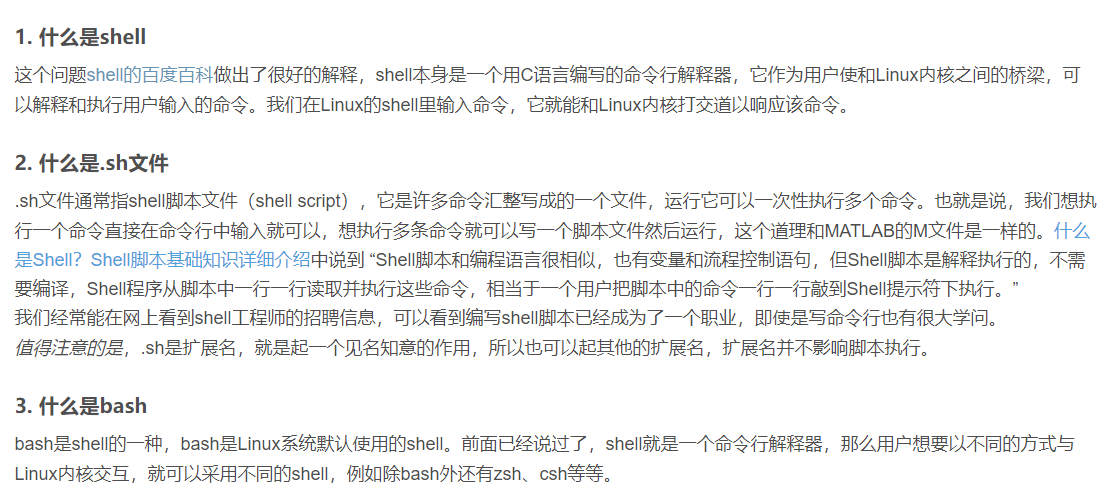 1. 什么是shell
这个问题shell的百度百科做出了很好的解释，shell本身是一个用C语言编写的命令行解释器，它作为用户使和Linux内核之间的桥梁，可
以解释和执行用户输入的命令。我们在Linux的shell里输入命令，它就能和Linux内核打交道以响应该命令。
2. 什么是.sh文件
.sh文件通常指shell脚本文件（shell script），它是许多命令汇整写成的一个文件，运行它可以一次性执行多个命令。也就是说，我们想执
行一个命令直接在命令行中输入就可以，想执行多条命令就可以写一个脚本文件然后运行，这个道理和MATLAB的M文件是一样的。什么
是Shell？Shell脚本基础知识详细介绍中说到 “Shell脚本和编程语言很相似，也有变量和流程控制语句，但Shell脚本是解释执行的，不需
要编译，Shell程序从脚本中一行一行读取并执行这些命令，相当于一个用户把脚本中的命令一行一行敲到Shell提示符下执行。”
我们经常能在网上看到shell工程师的招聘信息，可以看到编写shell脚本已经成为了一个职业，即使是写命令行也有很大学问。
值得注意的是，.sh是扩展名，就是起一个见名知意的作用，所以也可以起其他的扩展名，扩展名并不影响脚本执行。
3. 什么是bash
bash是shell的一种，bash是Linux系统默认使用的shell。前面已经说过了，shell就是一个命令行解释器，那么用户想要以不同的方式与
Linux内核交互，就可以采用不同的shell，例如除bash外还有zsh、csh等等。